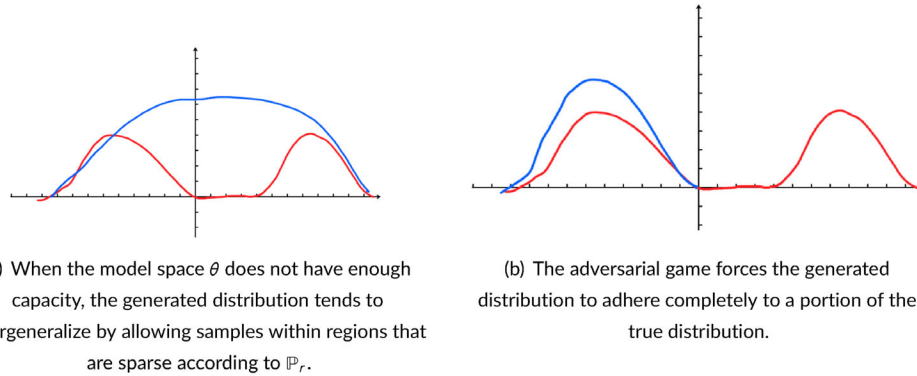 ) When the model space θ does not have enough
capacity, the generated distribution tends to
rgeneralize by allowing samples within regions that
are sparse according to ℙᵣ.
(b) The adversarial game forces the generated
distribution to adhere completely to a portion of the
true distribution.